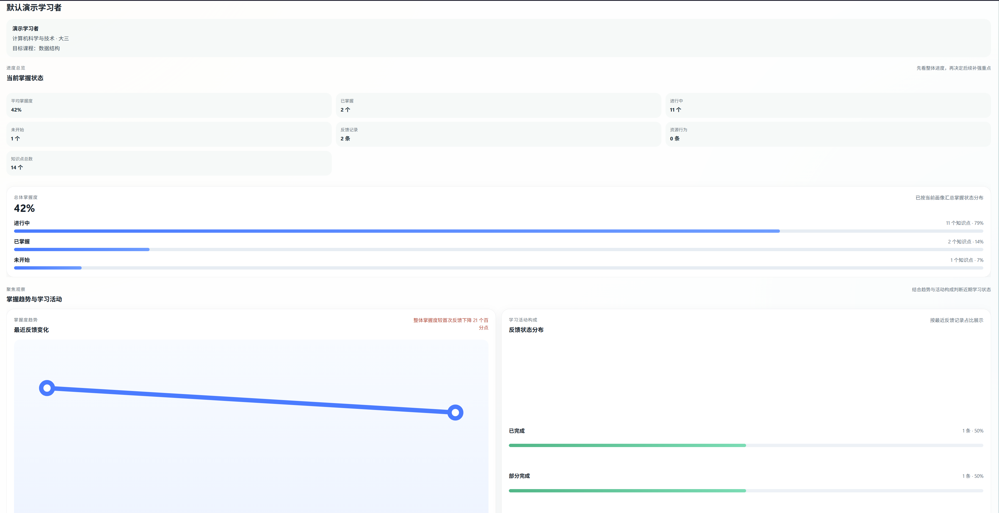 默认演示学习者
演示学习者
计算机科学与技术 · 大三
目标课程：数据结构
进度总览
先看整体进度，再决定后续补强重点
当前掌握状态
平均掌握度
42%
已掌握
2 个
进行中
11 个
未开始
1 个
反馈记录
2 条
资源行为
0 条
知识点总数
14 个
总体掌握度
已按当前画像汇总掌握状态分布
42%
进行中
11 个知识点 · 79%
已掌握
2 个知识点 · 14%
未开始
1 个知识点 · 7%
聚焦观察
结合趋势与活动构成判断近期学习状态
掌握趋势与学习活动
掌握度趋势
最近反馈变化
整体掌握度较首次反馈下降 21 个百
分点
学习活动构成
按最近反馈记录占比展示
反馈状态分布
已完成
1 条 · 50%
部分完成
1 条 · 50%